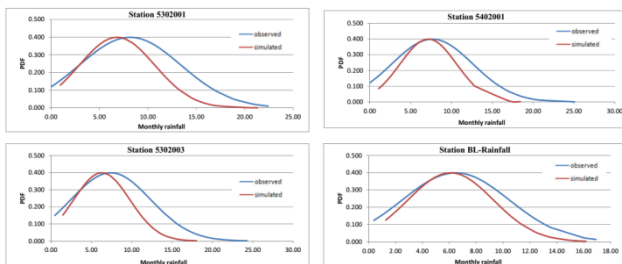 Station 5302001
0.500
0.400
0.300
0.200
0.100
0.000
PDF
0.00 5.00 10.00 15.00 20.00 25.00
Monthly rainfall
observed
simulated
Station 5402001
0.500
0.400
0.300
0.200
0.100
0.000
PDF
0.00 10.00 20.00 30.00
Monthly rainfall
observed
simulated
Station 5302003
0.500
0.400
0.300
0.200
0.100
0.000
PDF
0.00 5.00 10.00 15.00 20.00 25.00 30.00
Monthly rainfall
observed
simulated
Station BL-Rainfall
0.500
0.400
0.300
0.200
0.100
0.000
PDF
0.00 2.00 4.00 6.00 8.00 10.00 12.00 14.00 16.00 18.00
Monthly rainfall
observed
simulated